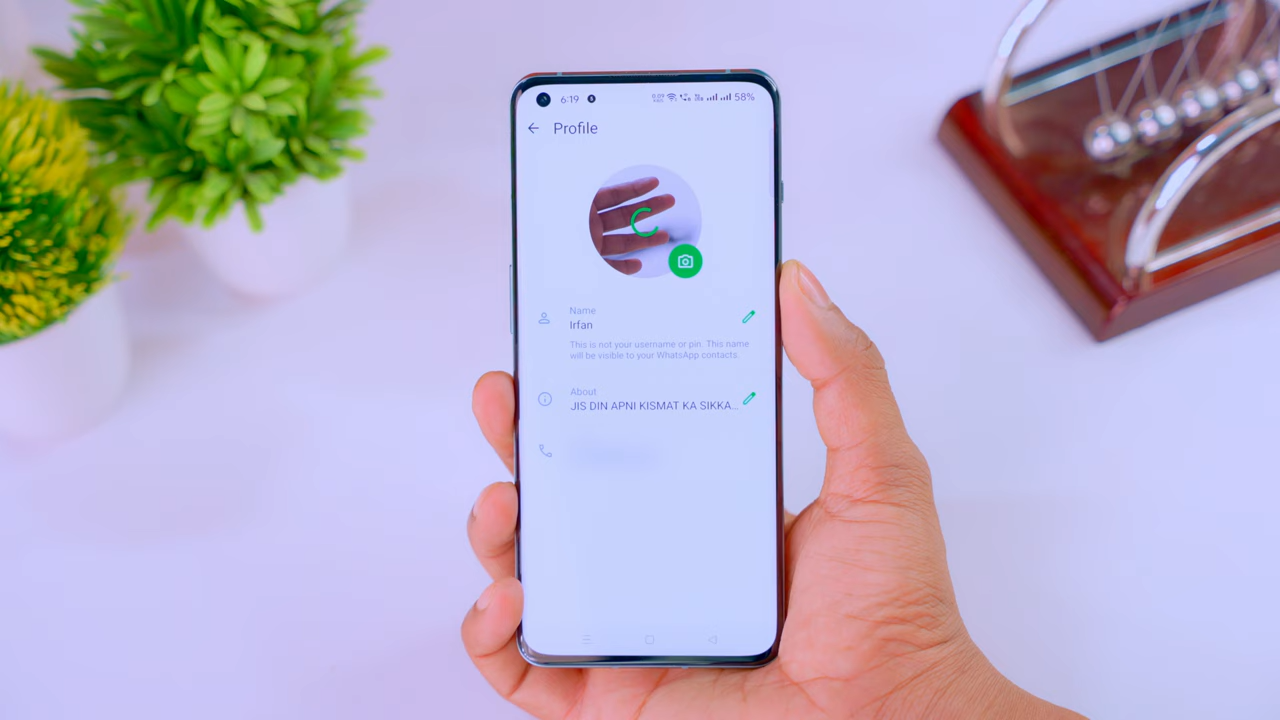 6:19 58%
Profile
Name
Irfan
This is not your username or pin. This name
will be visible to your WhatsApp contacts.
About
JIS DIN APNI KISMAT KA SIKKA...